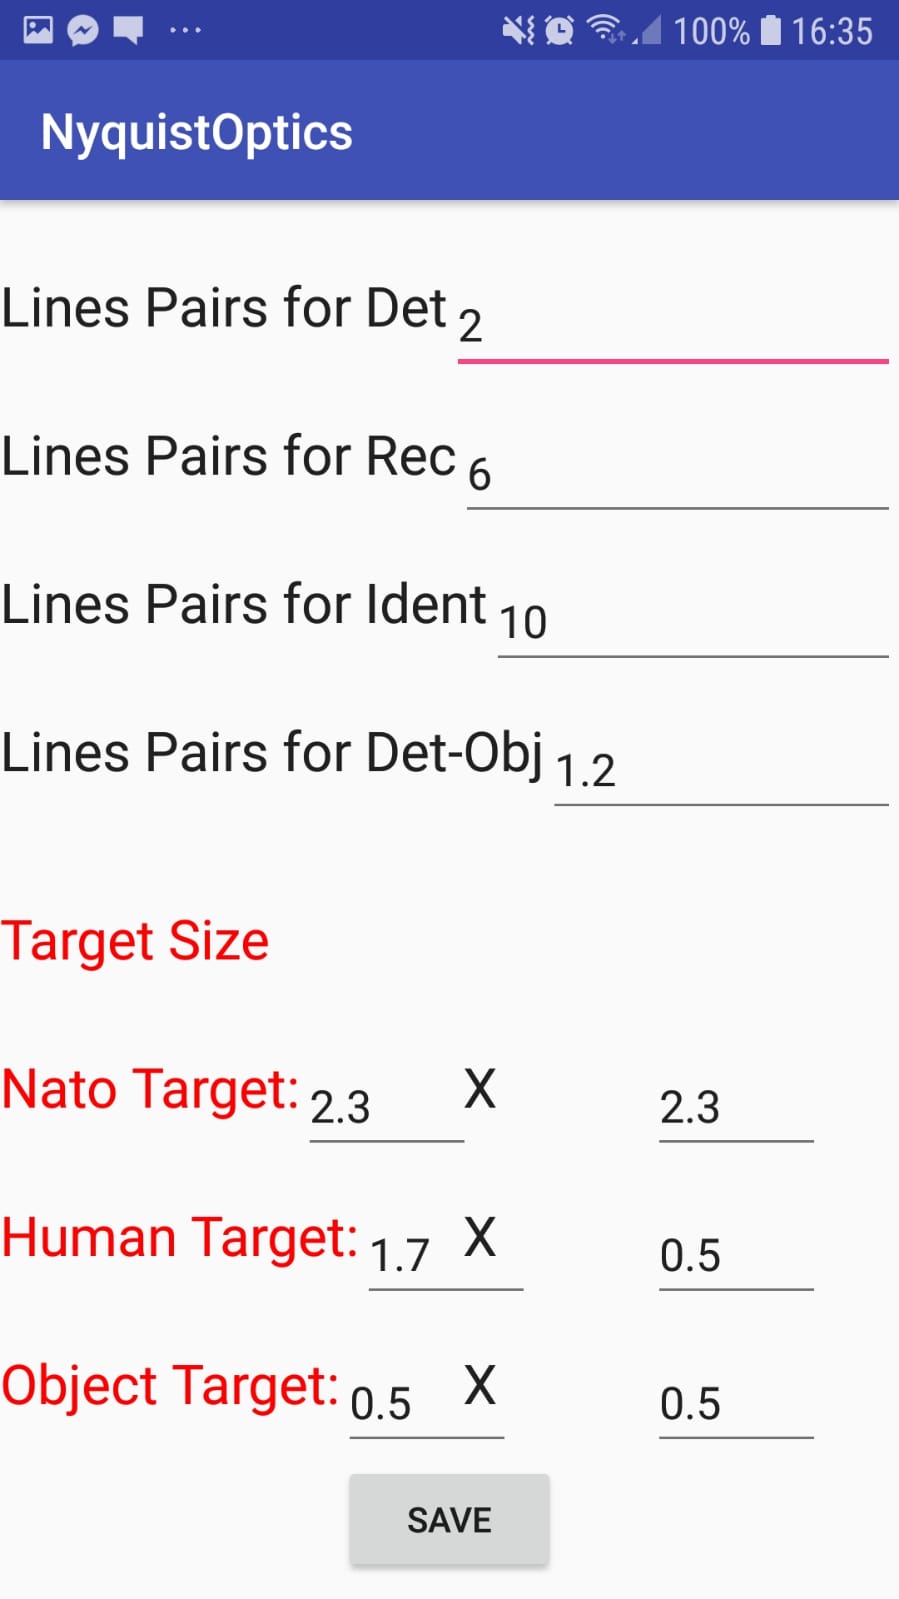 100% 16:35
NyquistOptics
Lines Pairs for Det 2
Lines Pairs for Rec 6
Lines Pairs for Ident 10
Lines Pairs for Det-Obj 1.2
Target Size
Nato Target: 2.3 X 2.3
Human Target: 1.7 X 0.5
Object Target: 0.5 X 0.5
SAVE